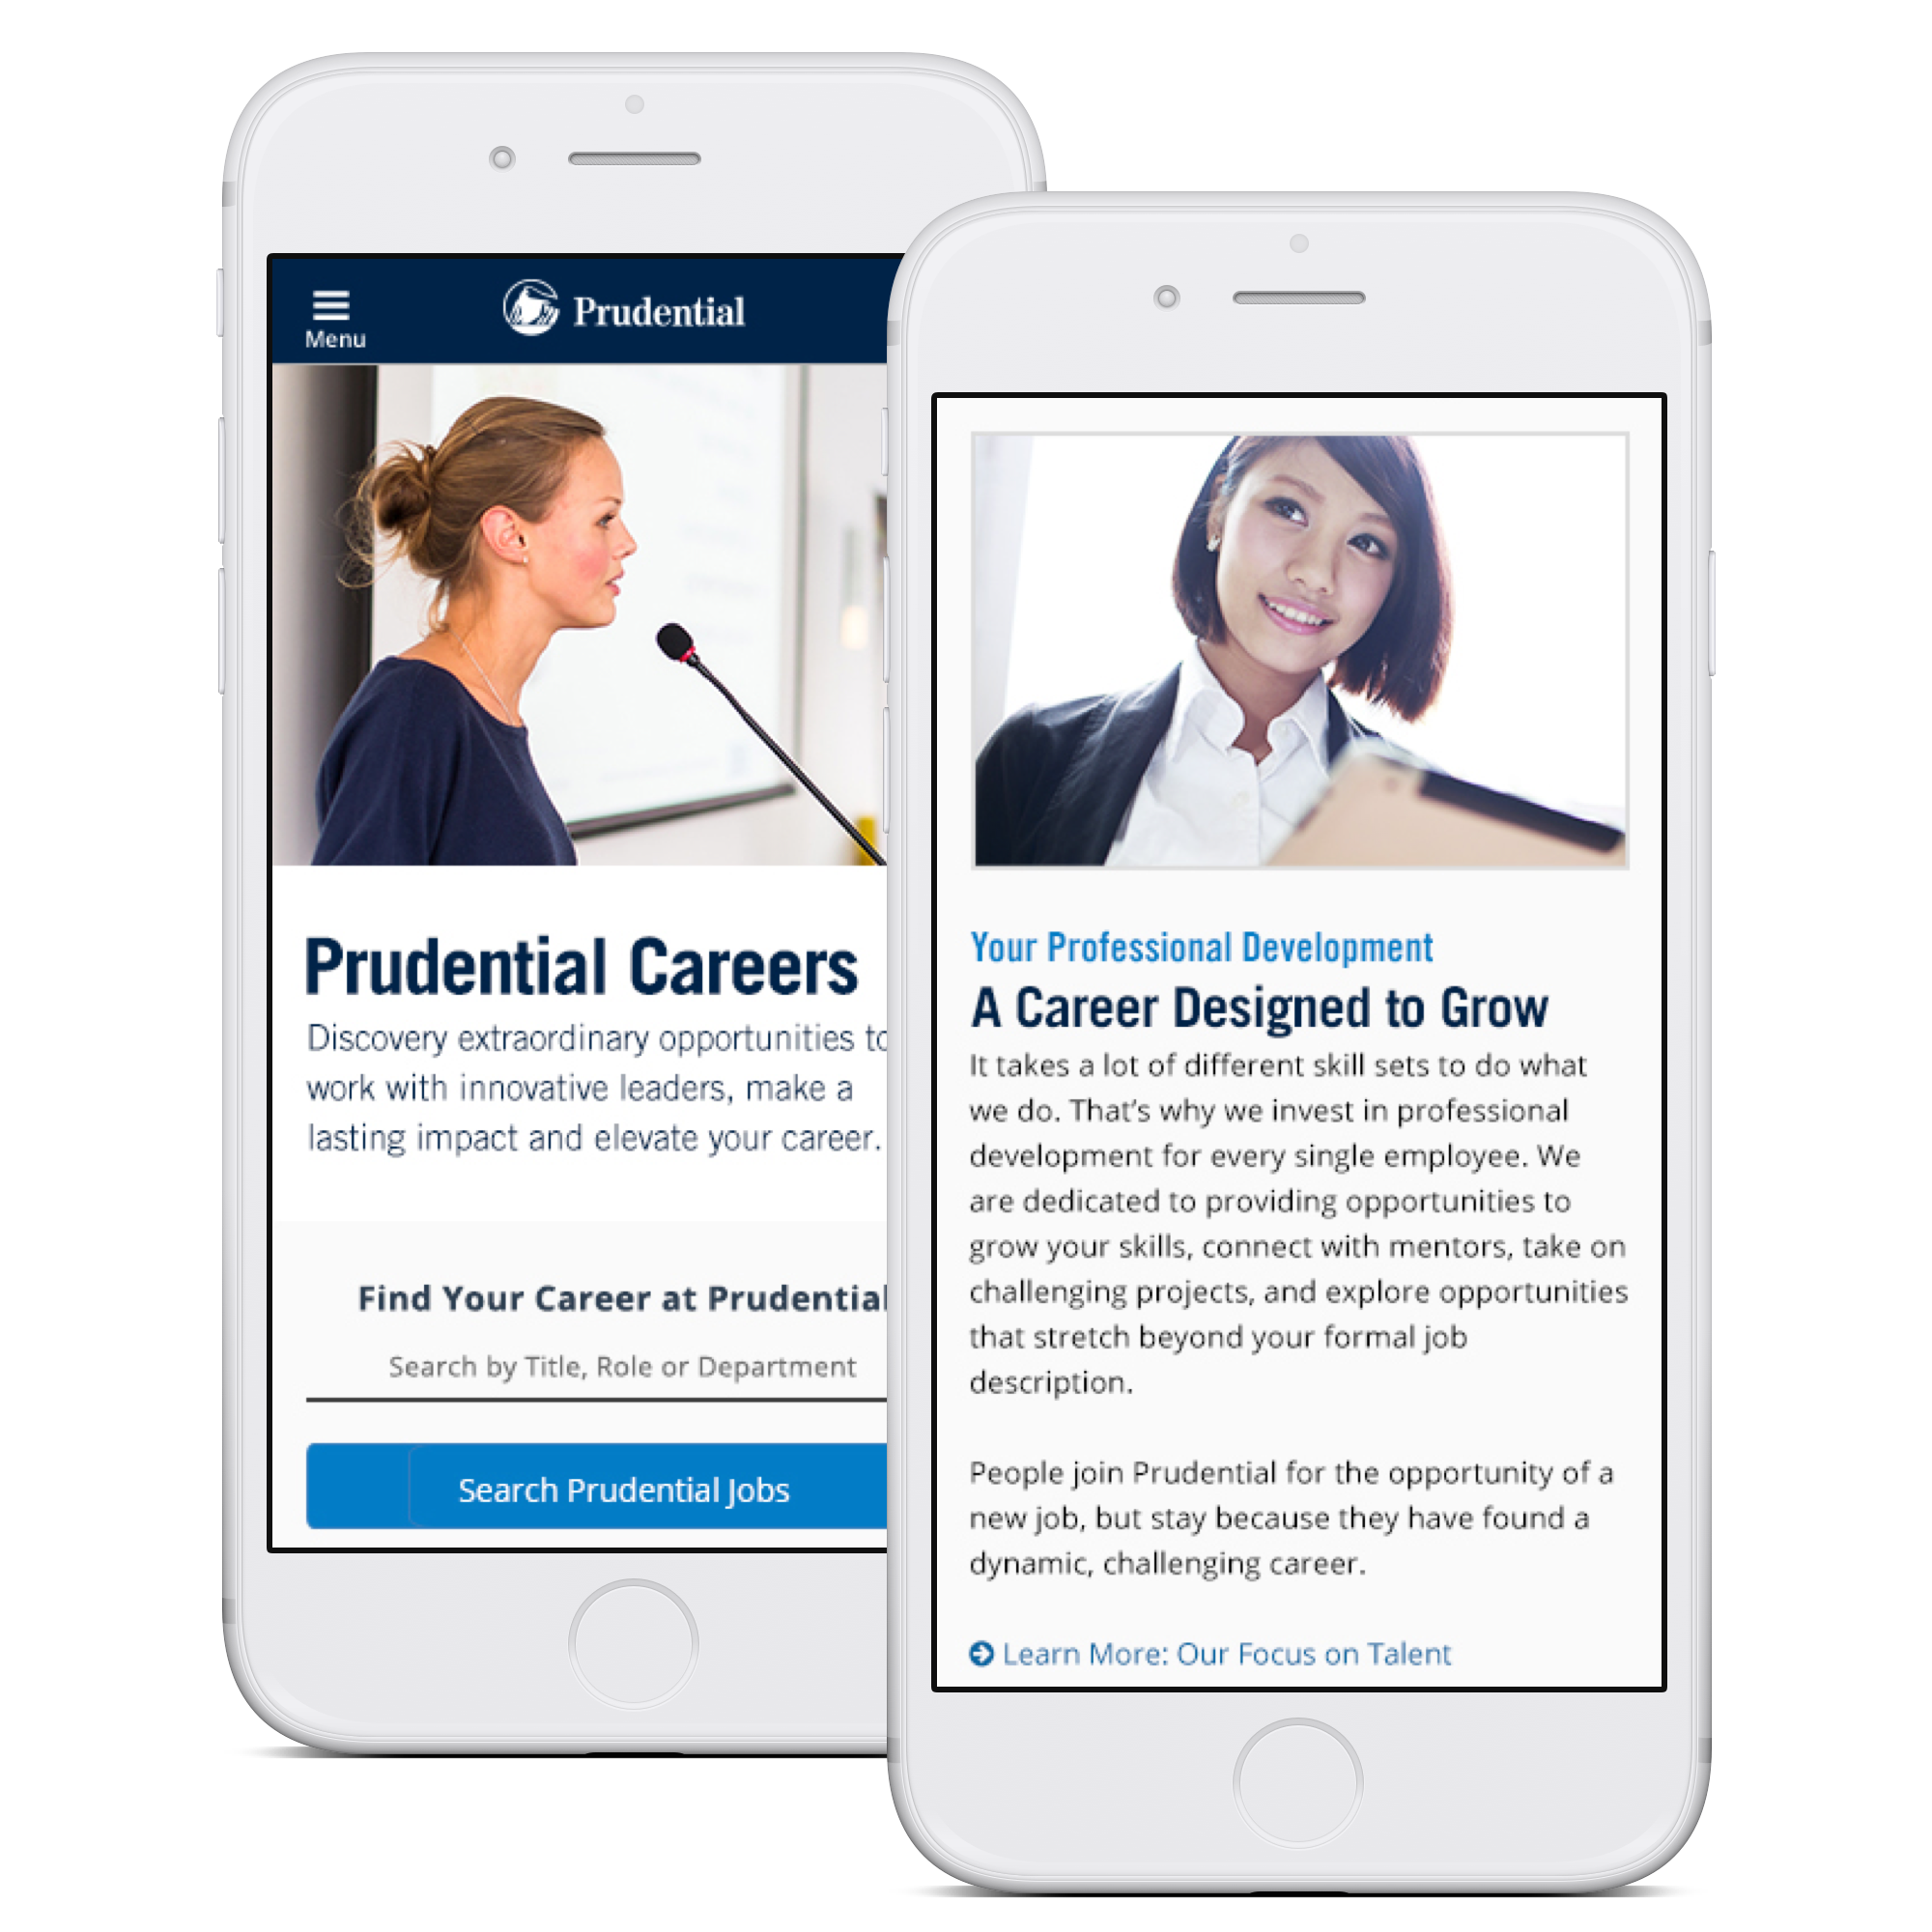 Menu
Prudential
Prudential Careers
Discovery extraordinary opportunities to
work with innovative leaders, make a
lasting impact and elevate your career.
Find Your Career at Prudential
Search by Title, Role or Department
Search Prudential Jobs
Your Professional Development
A Career Designed to Grow
It takes a lot of different skill sets to do what
we do. That’s why we invest in professional
development for every single employee. We
are dedicated to providing opportunities to
grow your skills, connect with mentors, take on
challenging projects, and explore opportunities
that stretch beyond your formal job
description.
People join Prudential for the opportunity of a
new job, but stay because they have found a
dynamic, challenging career.
Learn More: Our Focus on Talent